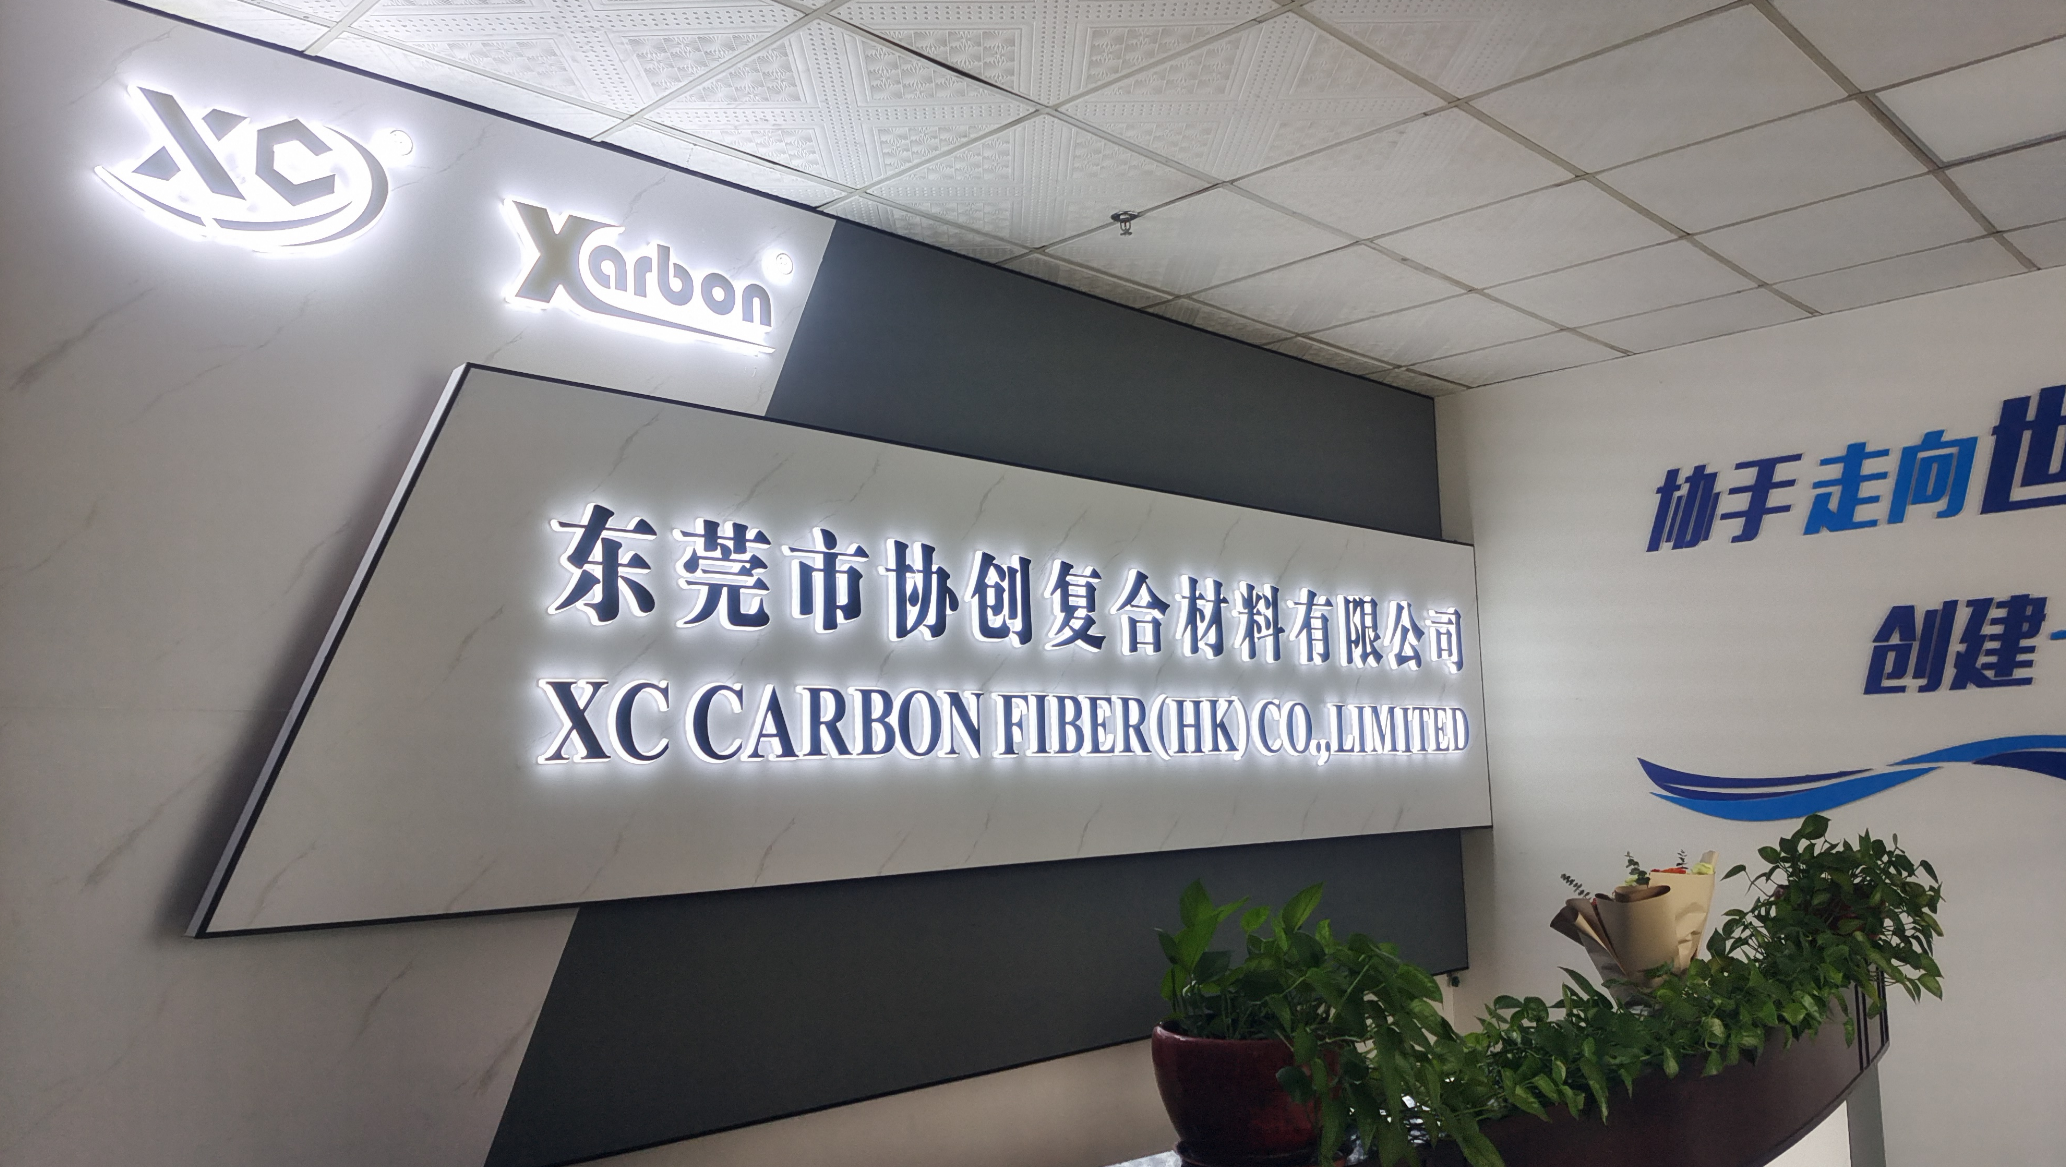 XC
Xarbon
东莞市协创复合材料有限公司
XC CARBON FIBER(HK)CO.,LIMITED
协手走向世
创建